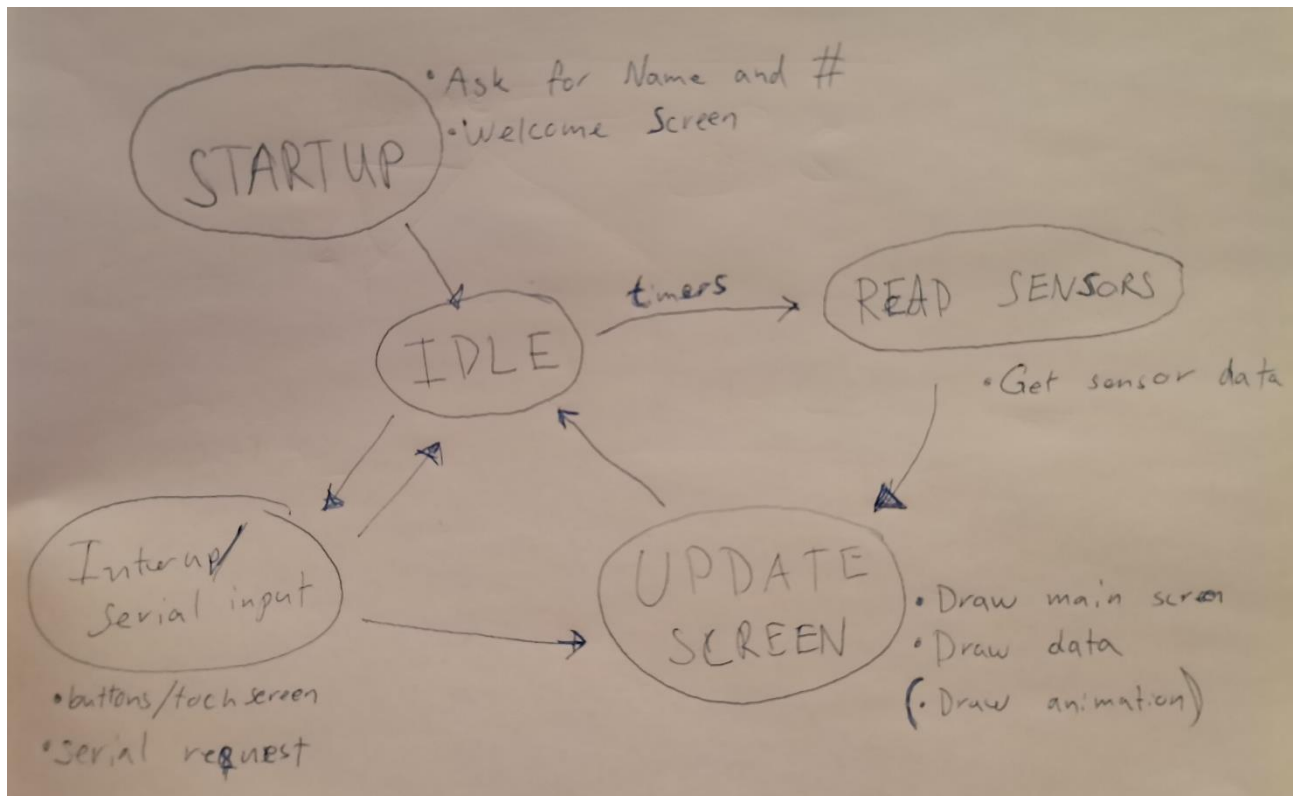 • Ask for Name and #
• Welcome Screen
STARTUP
timers
READ SENSORS
IDLE
• Get sensor data
Interup/
serial input
UPDATE
SCREEN
• Draw main screen
• Draw data
(• Draw animation)
• buttons/tochscreen
• serial request